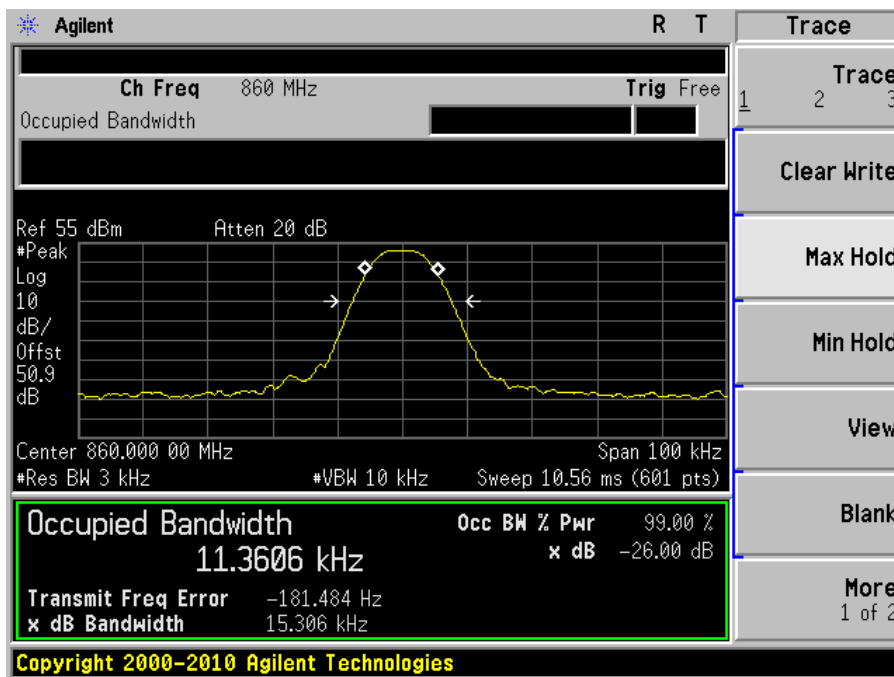 Agilent R T Trace
Ch Freq 860 MHz Trig Free
Occupied Bandwidth
Trace
1 2 3
Clear Write
Max Hold
Min Hold
View
Blank
More
1 of 2
Ref 55 dBm Atten 20 dB
#Peak
Log
10
dB/
Offst
50.9
dB
Center 860.000 00 MHz Span 100 kHz
#Res BW 3 kHz #VBW 10 kHz Sweep 10.56 ms (601 pts)
Occupied Bandwidth Occ BW % Pwr 99.00 %
11.3606 kHz x dB -26.00 dB
Transmit Freq Error -181.484 Hz
x dB Bandwidth 15.306 kHz
Copyright 2000-2010 Agilent Technologies